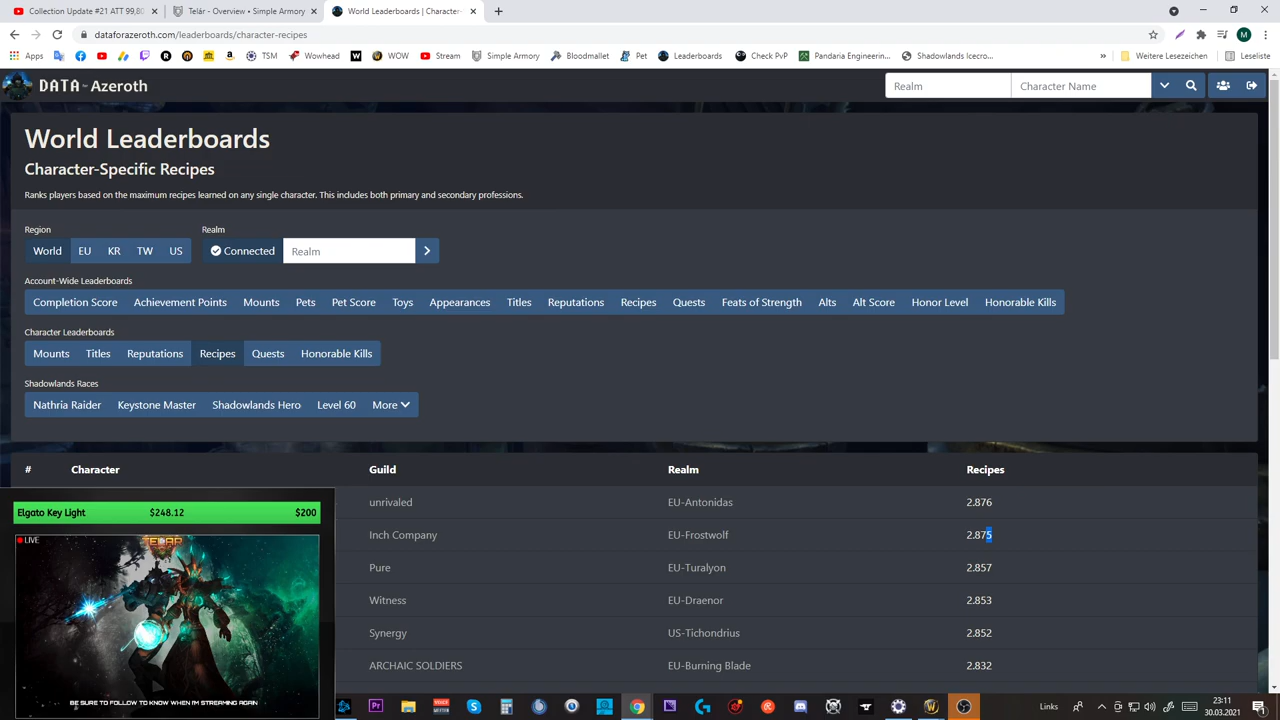 Collection Update #21 ATT 99,80
Telâr - Overview • Simple Armory
World Leaderboards | Character-
dataforazeroth.com/leaderboards/character-recipes
Apps
TSM
Wowhead
WOW
Stream
Simple Armory
Bloodmallet
Pet
Leaderboards
Check PvP
Pandaria Engineerin...
Shadowlands Icecro...
»
Weitere Lesezeichen
Leseliste
DATA for Azeroth
Realm
Character Name
World Leaderboards
Character-Specific Recipes
Ranks players based on the maximum recipes learned on any single character. This includes both primary and secondary professions.
Region
Realm
World EU KR TW US
Connected
Realm
Account-Wide Leaderboards
Completion Score Achievement Points Mounts Pets Pet Score Toys Appearances Titles Reputations Recipes Quests Feats of Strength Alts Alt Score Honor Level Honorable Kills
Character Leaderboards
Mounts Titles Reputations Recipes Quests Honorable Kills
Shadowlands Races
Nathria Raider Keystone Master Shadowlands Hero Level 60 More
# Character Guild Realm Recipes
unrivaled EU-Antonidas 2.876
Inch Company EU-Frostwolf 2.875
Pure EU-Turalyon 2.857
Witness EU-Draenor 2.853
Synergy US-Tichondrius 2.852
ARCHAIC SOLDIERS EU-Burning Blade 2.832
Elgato Key Light $248.12 $200
LIVE
TELAR
BE SURE TO FOLLOW TO KNOW WHEN I'M STREAMING AGAIN
Links
23:11
30.03.2021